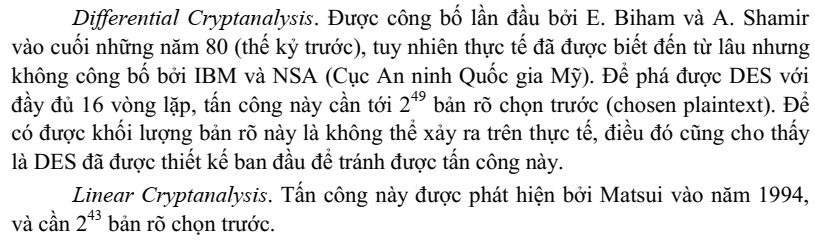 Differential Cryptanalysis. Được công bố lần đầu bởi E. Biham và A. Shamir
vào cuối những năm 80 (thế kỷ trước), tuy nhiên thực tế đã được biết đến từ lâu nhưng
không công bố bởi IBM và NSA (Cục An ninh Quốc gia Mỹ). Để phá được DES với
đầy đủ 16 vòng lặp, tấn công này cần tới 2⁴⁹ bản rõ chọn trước (chosen plaintext). Để
có được khối lượng bản rõ này là không thể xảy ra trên thực tế, điều đó cũng cho thấy
là DES đã được thiết kế ban đầu để tránh được tấn công này.
Linear Cryptanalysis. Tấn công này được phát hiện bởi Matsui vào năm 1994,
và cần 2⁴³ bản rõ chọn trước.